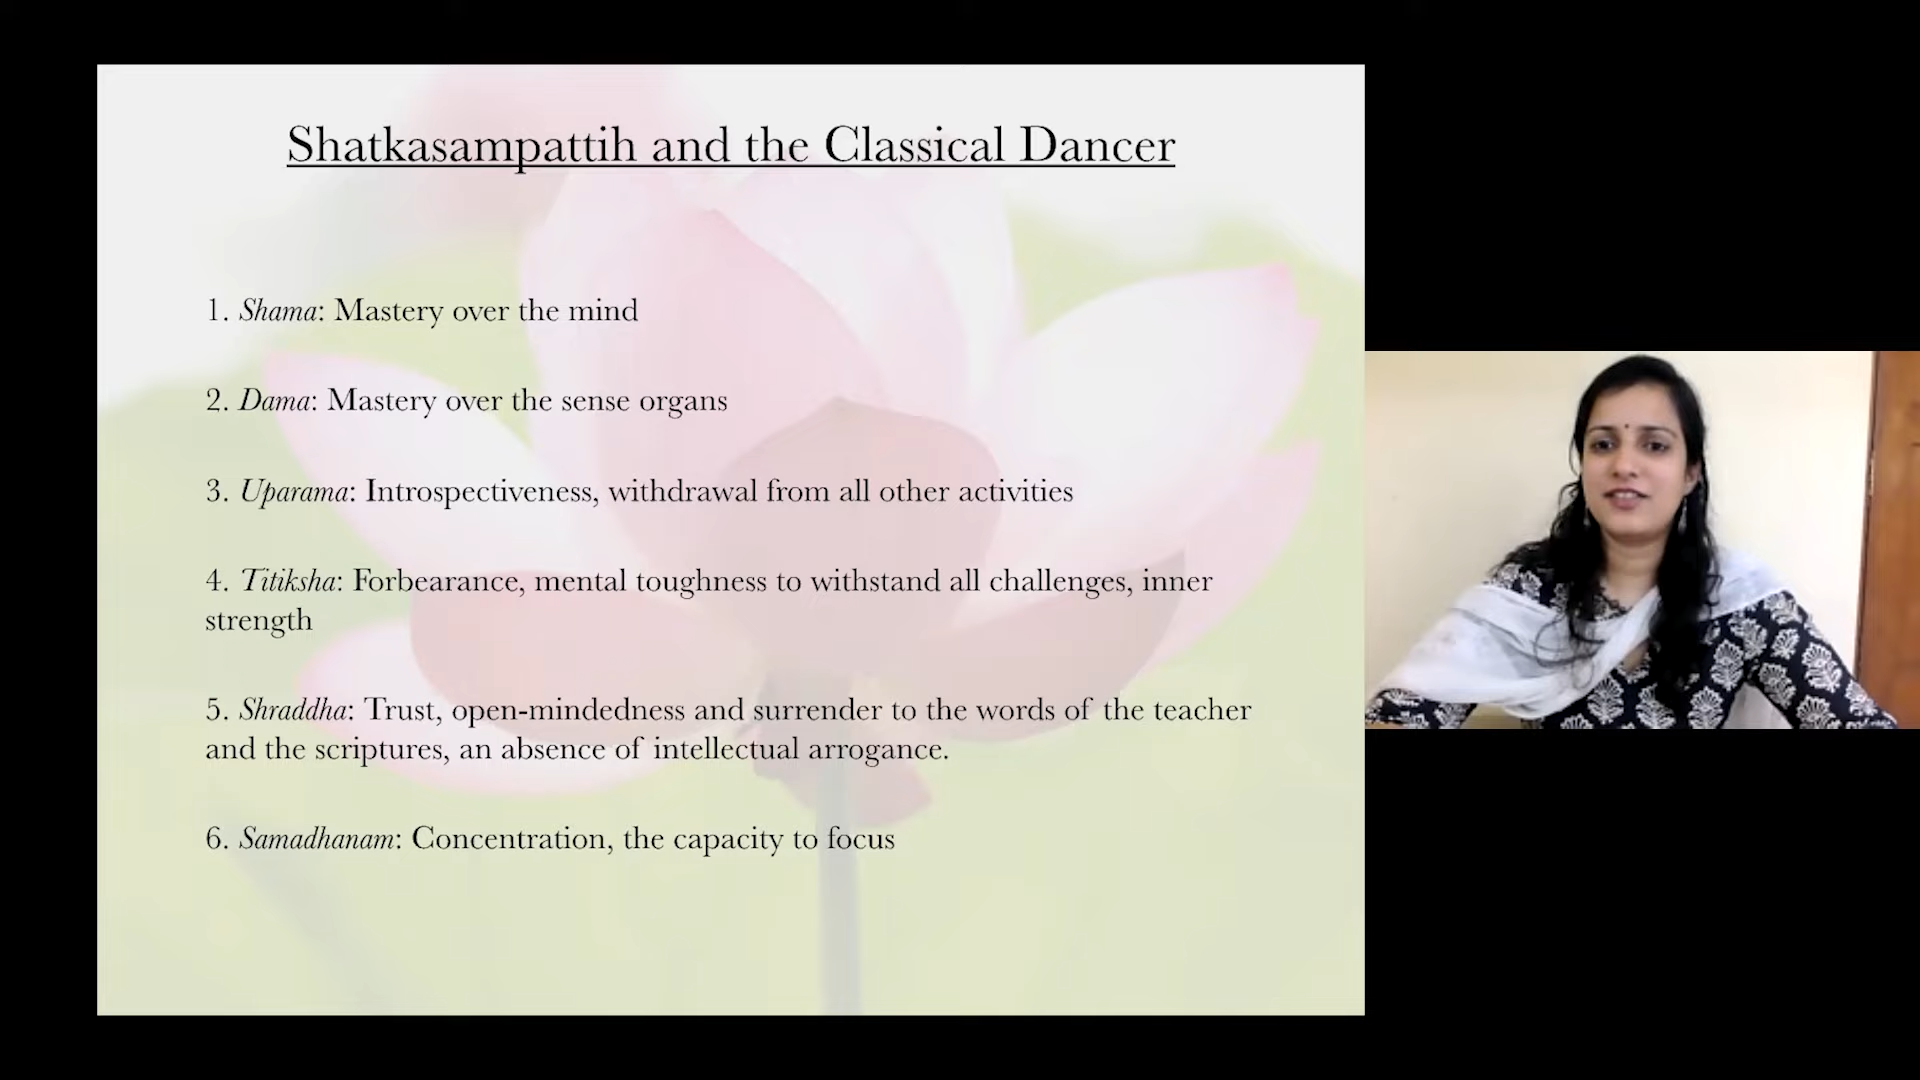 Shatkasampattih and the Classical Dancer
1. Shama: Mastery over the mind
2. Dama: Mastery over the sense organs
3. Uparama: Introspectiveness, withdrawal from all other activities
4. Titiksha: Forbearance, mental toughness to withstand all challenges, inner
strength
5. Shraddha: Trust, open-mindedness and surrender to the words of the teacher
and the scriptures, an absence of intellectual arrogance.
6. Samadhanam: Concentration, the capacity to focus